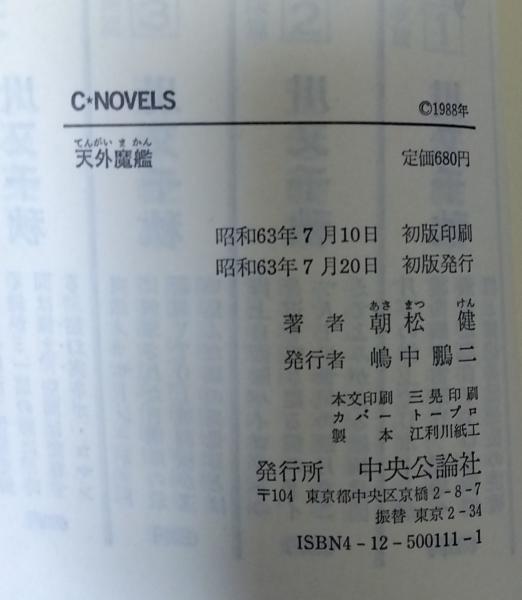 C★NOVELS
©1988年
てんがい ま かん
天外魔艦
定価680円
昭和63年7月10日 初版印刷
昭和63年7月20日 初版発行
あさ まつ けん
著者 朝松健
発行者 嶋中鵬二
本文印刷 三晃印刷
カバー トープロ
製本 江利川紙工
発行所 中央公論社
〒104 東京都中央区京橋2-8-7
振替 東京2-34
ISBN4-12-500111-1